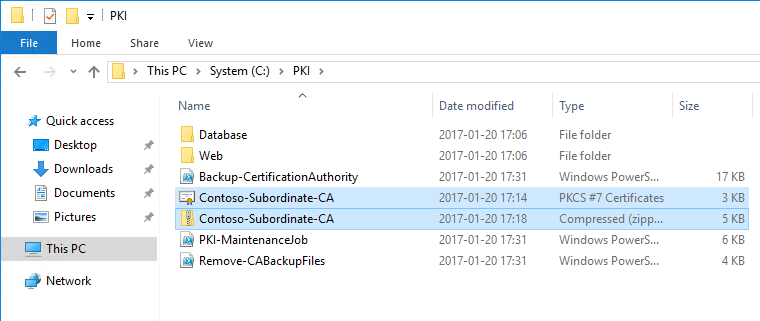 PKI
File Home Share View
This PC System (C:) PKI
Name Date modified Type Size
Quick access
Desktop
Downloads
Documents
Pictures
This PC
Network
Database 2017-01-20 17:06 File folder
Web 2017-01-20 17:06 File folder
Backup-CertificationAuthority 2017-01-20 17:31 Windows PowerS... 17 KB
Contoso-Subordinate-CA 2017-01-20 17:14 PKCS #7 Certificates 3 KB
Contoso-Subordinate-CA 2017-01-20 17:18 Compressed (zipp... 5 KB
PKI-MaintenanceJob 2017-01-20 17:31 Windows PowerS... 6 KB
Remove-CABackupFiles 2017-01-20 17:31 Windows PowerS... 4 KB